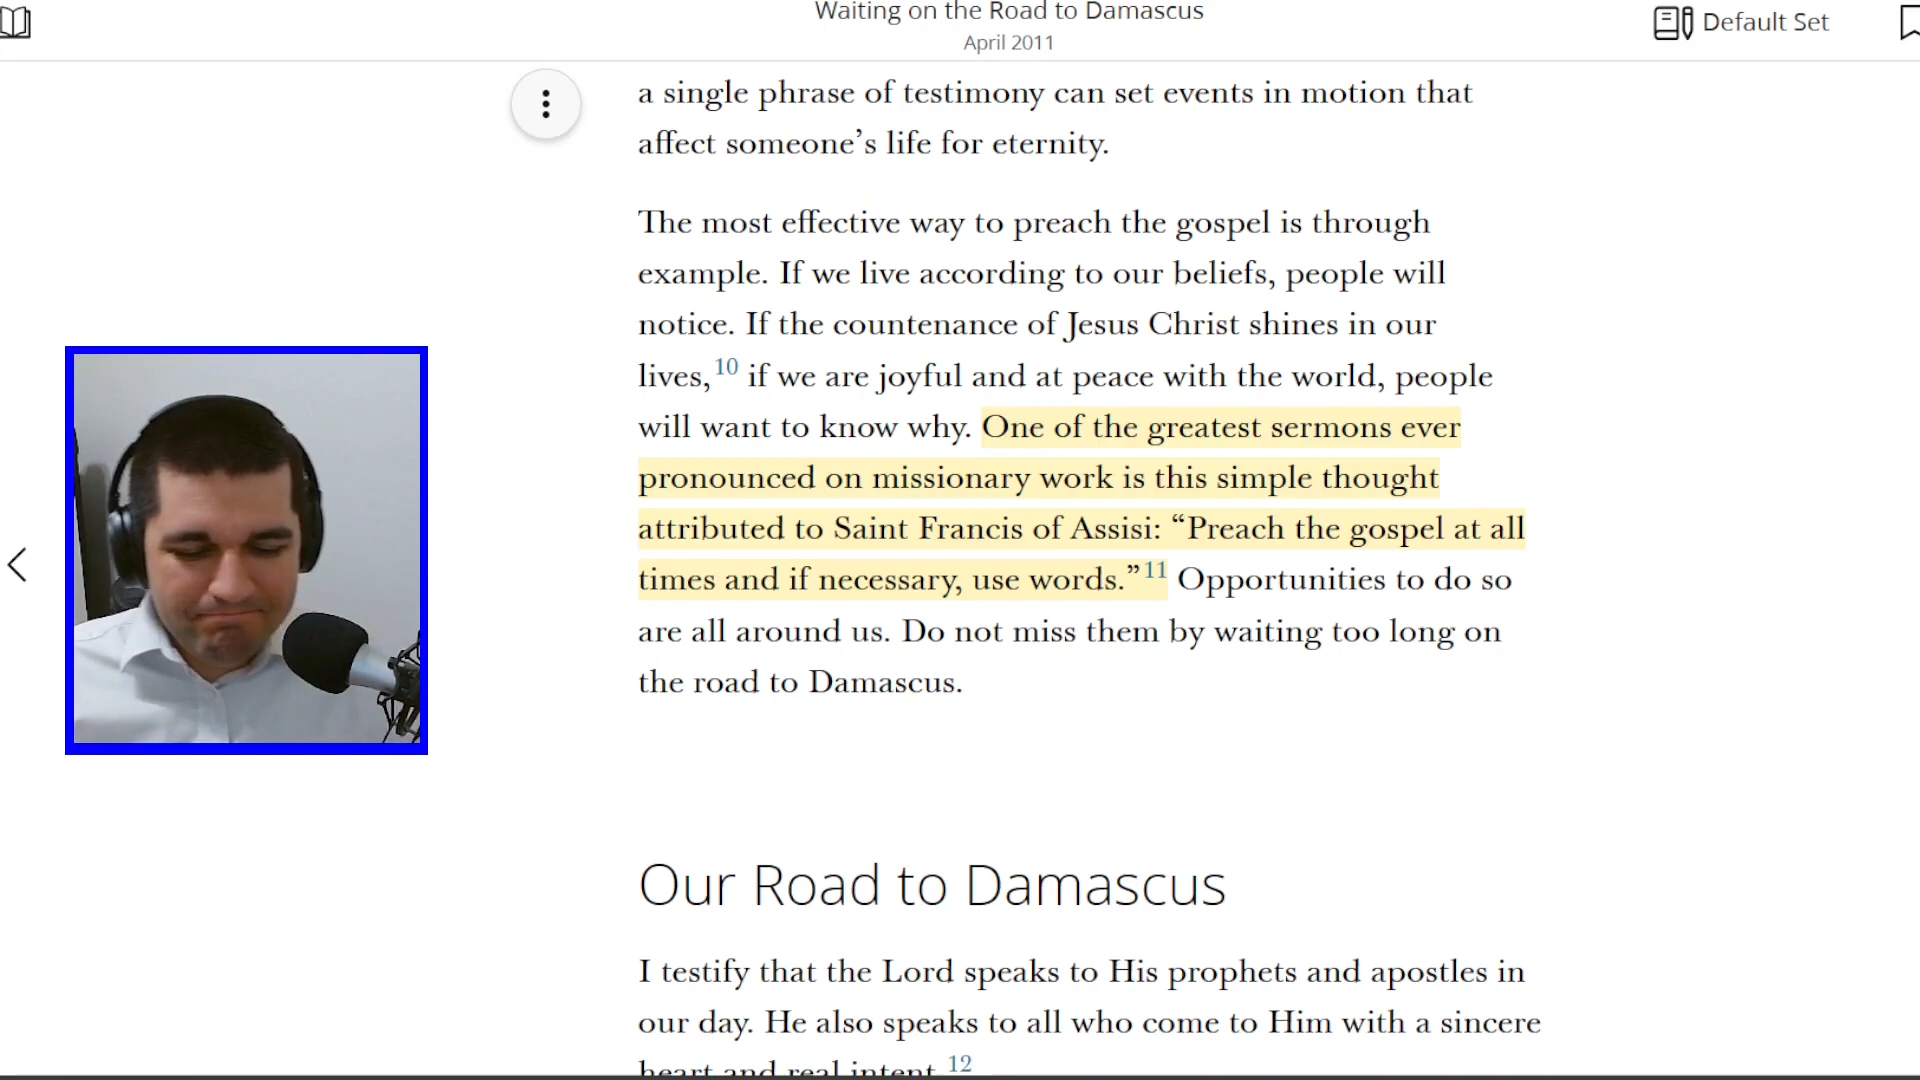 Waiting on the Road to Damascus
April 2011
Default Set
a single phrase of testimony can set events in motion that
affect someone’s life for eternity.
The most effective way to preach the gospel is through
example. If we live according to our beliefs, people will
notice. If the countenance of Jesus Christ shines in our
lives,10 if we are joyful and at peace with the world, people
will want to know why. One of the greatest sermons ever
pronounced on missionary work is this simple thought
attributed to Saint Francis of Assisi: “Preach the gospel at all
times and if necessary, use words.”11 Opportunities to do so
are all around us. Do not miss them by waiting too long on
the road to Damascus.
Our Road to Damascus
I testify that the Lord speaks to His prophets and apostles in
our day. He also speaks to all who come to Him with a sincere
heart and real intent.12